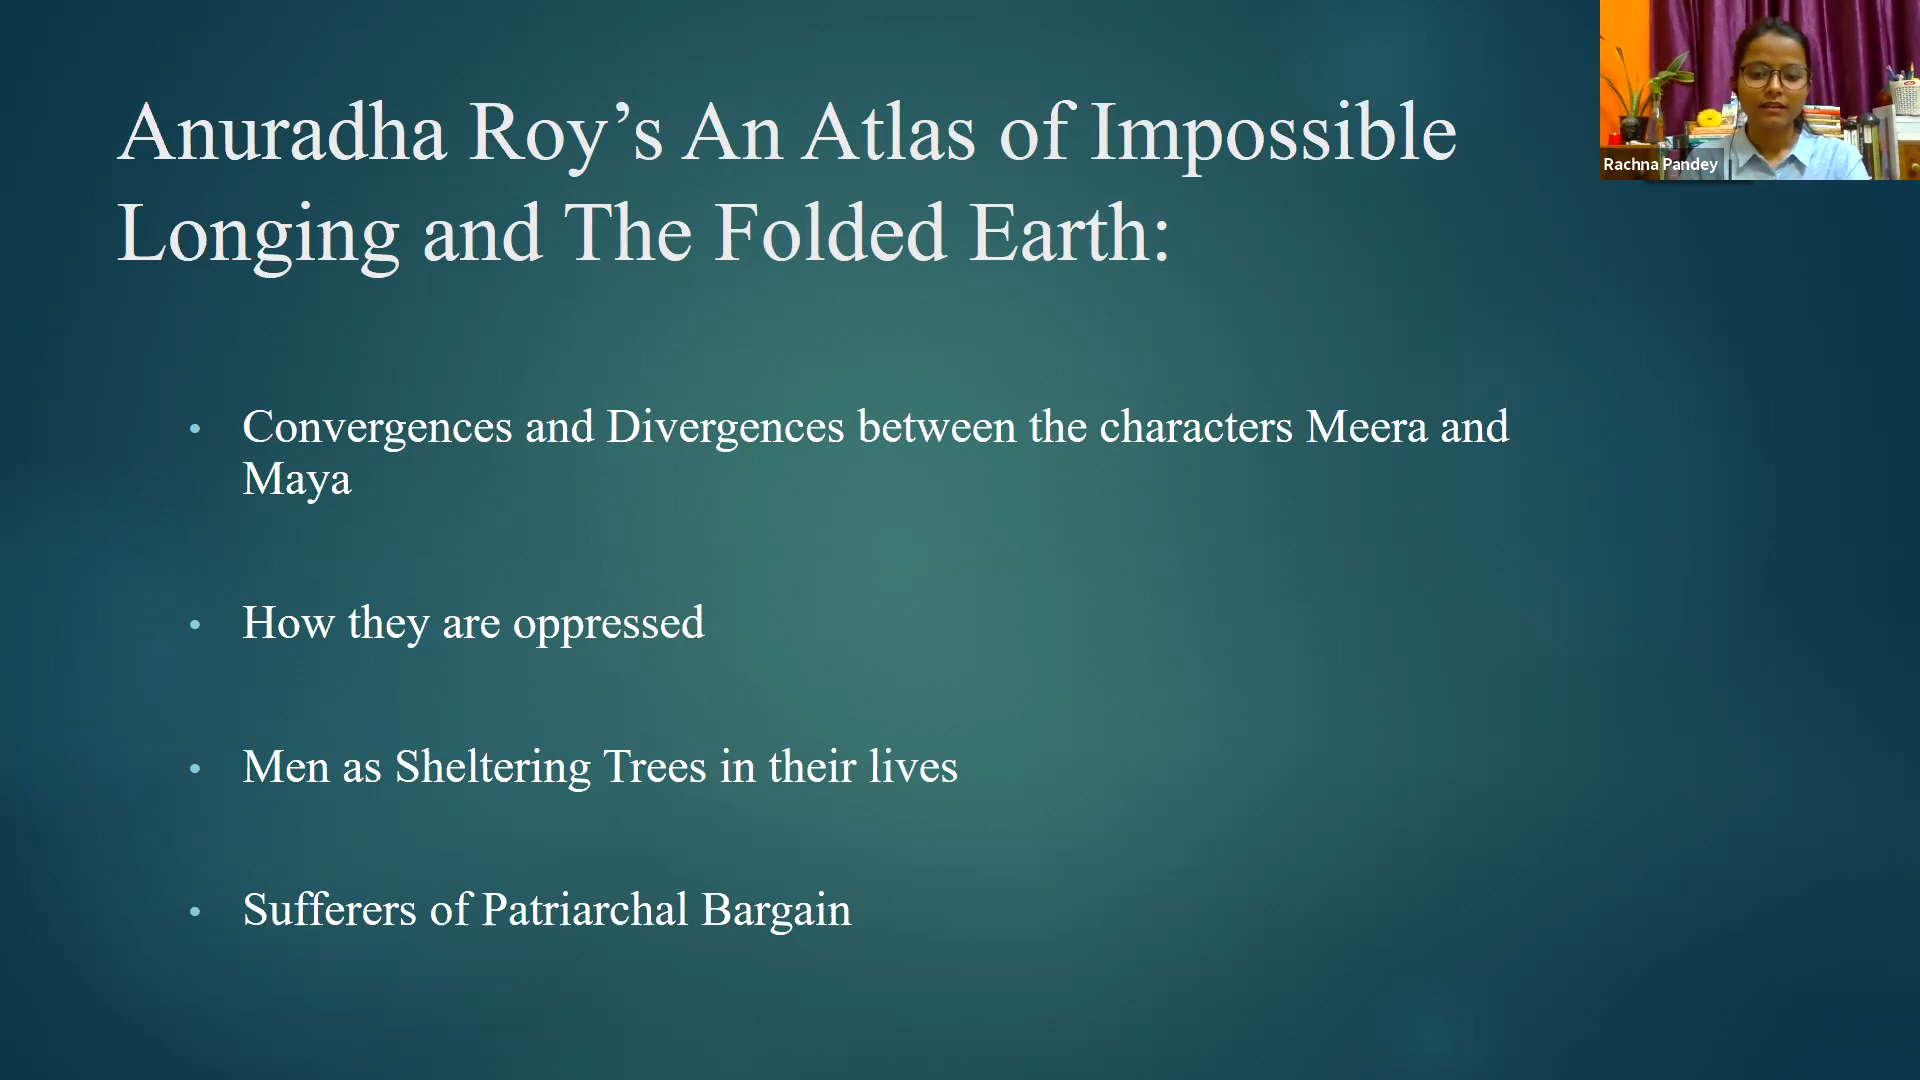 Anuradha Roy’s An Atlas of Impossible
Longing and The Folded Earth:
Rachna Pandey
• Convergences and Divergences between the characters Meera and
Maya
• How they are oppressed
• Men as Sheltering Trees in their lives
• Sufferers of Patriarchal Bargain